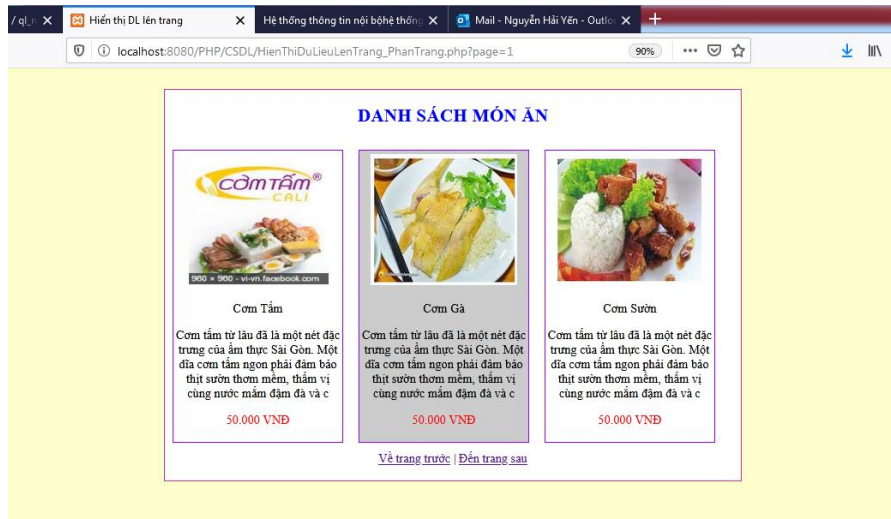 / ql_n
Hiển thị DL lên trang
Hệ thống thông tin nội bộhệ thống
Mail - Nguyễn Hải Yến - Outlo
localhost:8080/PHP/CSDL/HienThiDuLieuLenTrang_PhanTrang.php?page=1
90%
DANH SÁCH MÓN ĂN
CƠM TẤM®
CALI
960 × 960 - vi-vn.facebook.com
Cơm Tấm
Cơm tấm từ lâu đã là một nét đặc
trưng của ẩm thực Sài Gòn. Một
dĩa cơm tấm ngon phải đảm bảo
thịt sườn thơm mềm, thấm vị
cùng nước mắm đậm đà và c
50.000 VNĐ
Cơm Gà
Cơm tấm từ lâu đã là một nét đặc
trưng của ẩm thực Sài Gòn. Một
dĩa cơm tấm ngon phải đảm bảo
thịt sườn thơm mềm, thấm vị
cùng nước mắm đậm đà và c
50.000 VNĐ
Cơm Sườn
Cơm tấm từ lâu đã là một nét đặc
trưng của ẩm thực Sài Gòn. Một
dĩa cơm tấm ngon phải đảm bảo
thịt sườn thơm mềm, thấm vị
cùng nước mắm đậm đà và c
50.000 VNĐ
Về trang trước | Đến trang sau